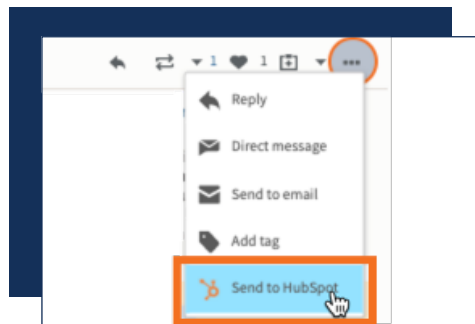 1 1
Reply
Direct message
Send to email
Add tag
Send to HubSpot